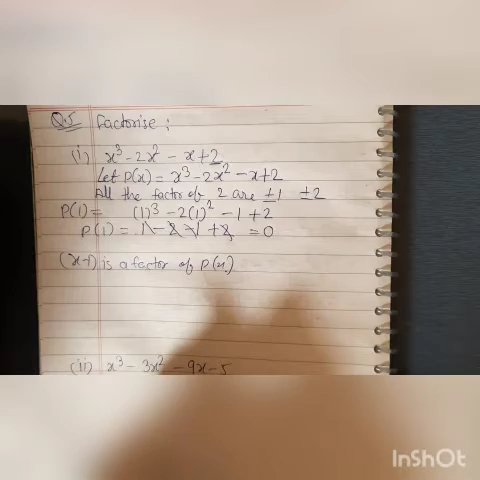 Q.5 Factorise ;
(i) x³ - 2x² - x + 2
Let P(x) = x³ - 2x² - x + 2
All the factor of 2 are ±1 ±2
P(1) = (1)³ - 2(1)² - 1 + 2
P(1) = 1 - 2 - 1 + 2 = 0
(x-1) is a factor of P(x)
(ii) x³ - 3x² - 9x - 5
InShOt